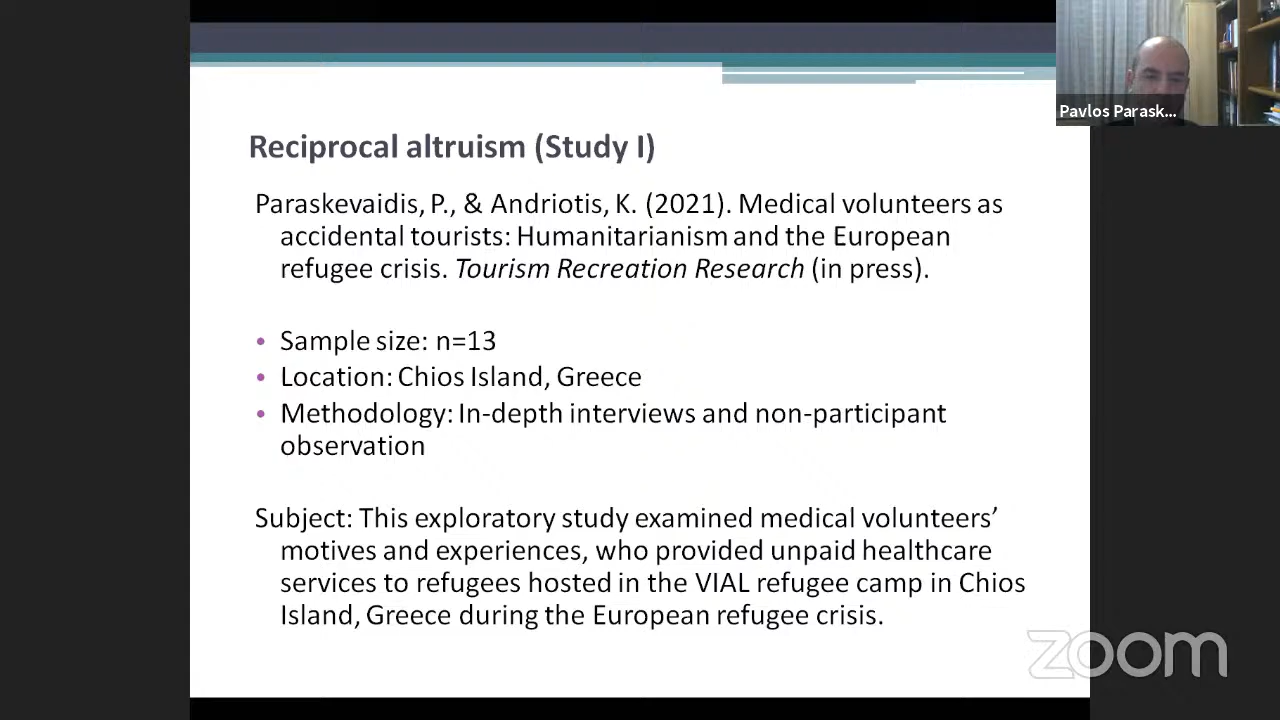 Pavlos Parask...
Reciprocal altruism (Study I)
Paraskevaidis, P., & Andriotis, K. (2021). Medical volunteers as
accidental tourists: Humanitarianism and the European
refugee crisis. Tourism Recreation Research (in press).
• Sample size: n=13
• Location: Chios Island, Greece
• Methodology: In-depth interviews and non-participant
observation
Subject: This exploratory study examined medical volunteers’
motives and experiences, who provided unpaid healthcare
services to refugees hosted in the VIAL refugee camp in Chios
Island, Greece during the European refugee crisis.
zoom